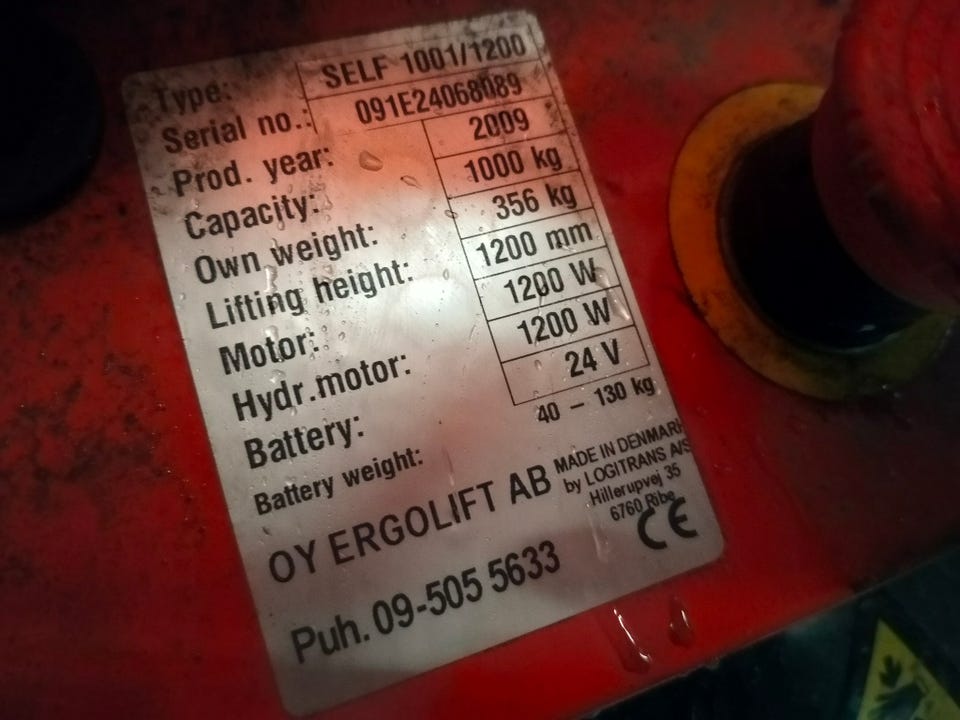 Type: SELF 1001/1200
Serial no.: 091E24068089
Prod. year: 2009
Capacity: 1000 kg
Own weight: 356 kg
Lifting height: 1200 mm
Motor: 1200 W
Hydr.motor: 1200 W
Battery: 24 V
Battery weight: 40 – 130 kg
OY ERGOLIFT AB
MADE IN DENMARK
by LOGITRANS A/S
Hillerupvej 35
6760 Ribe
CE
Puh. 09-505 5633